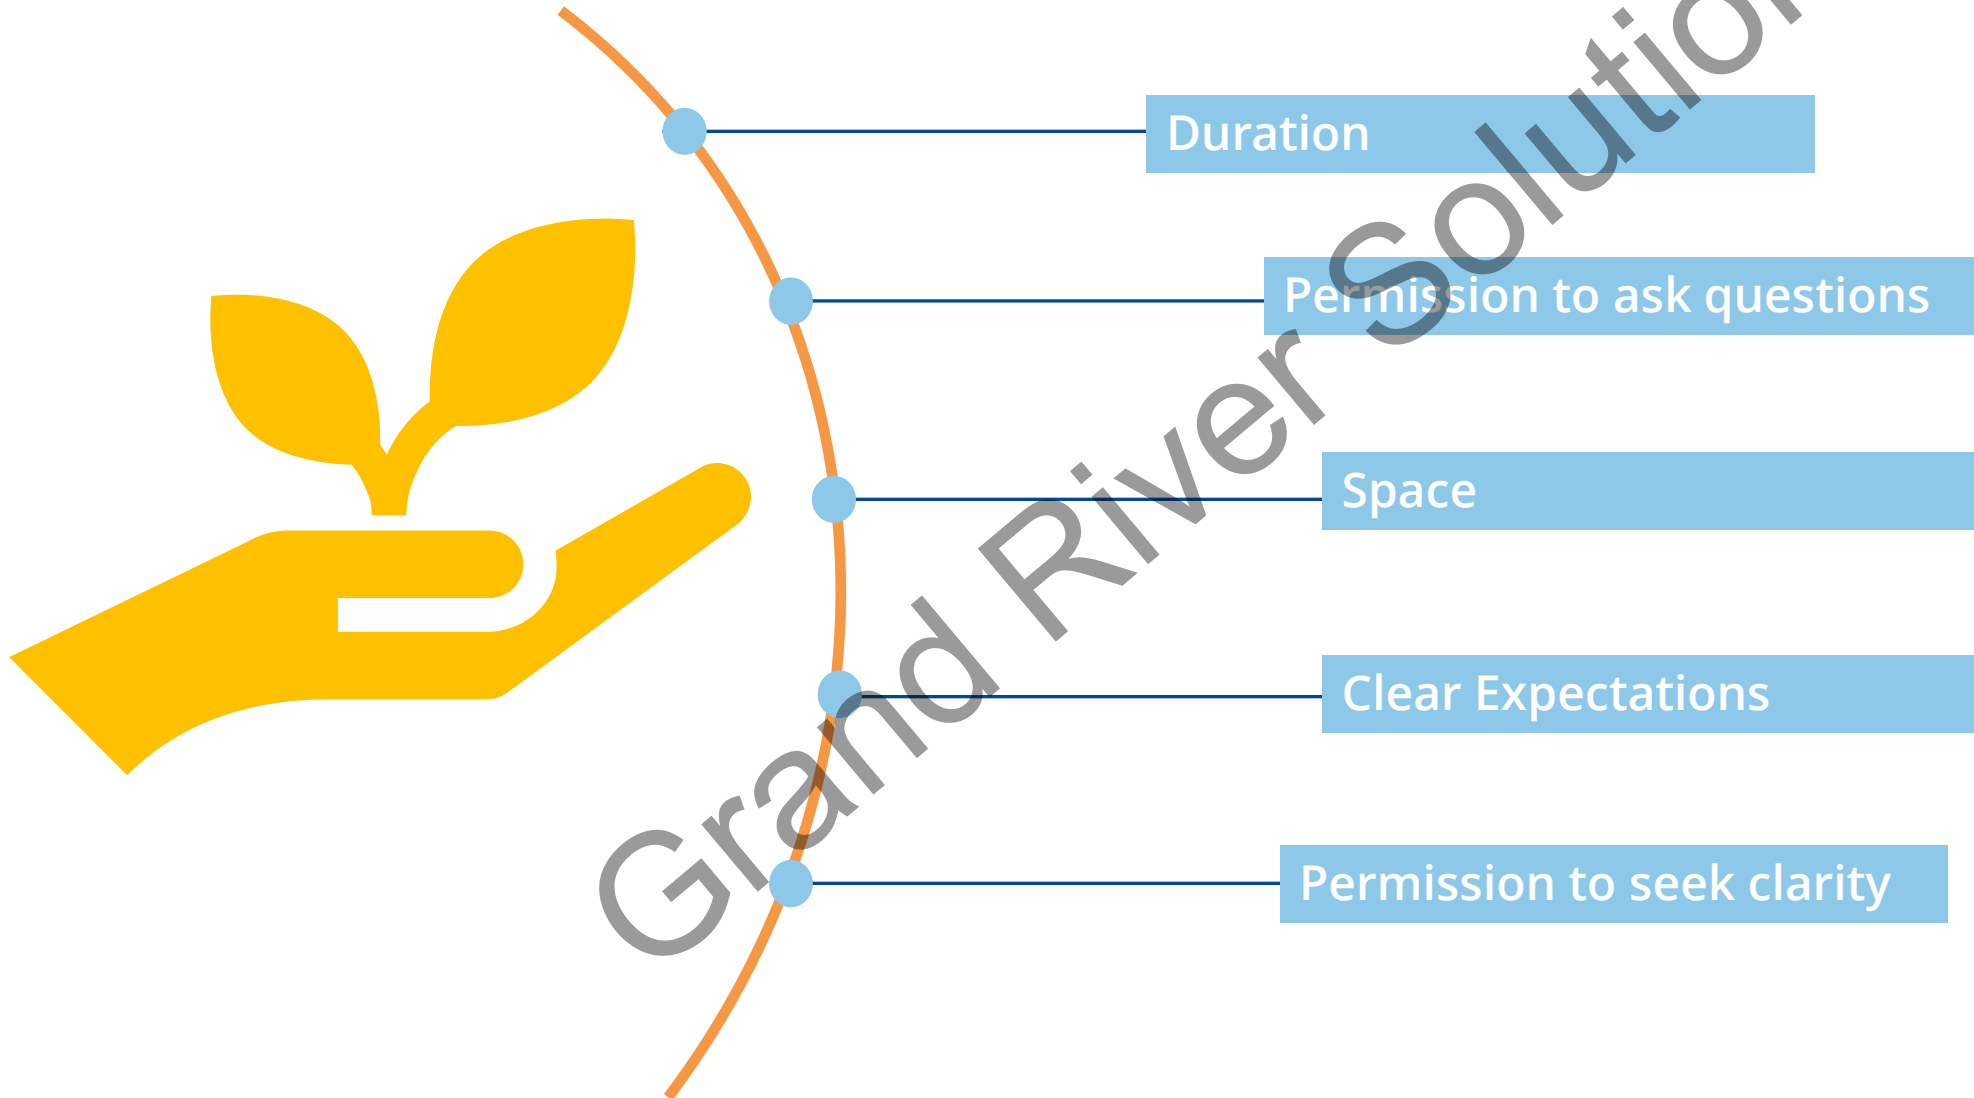 Duration
Permission to ask questions
Space
Clear Expectations
Permission to seek clarity
Grand River Solution